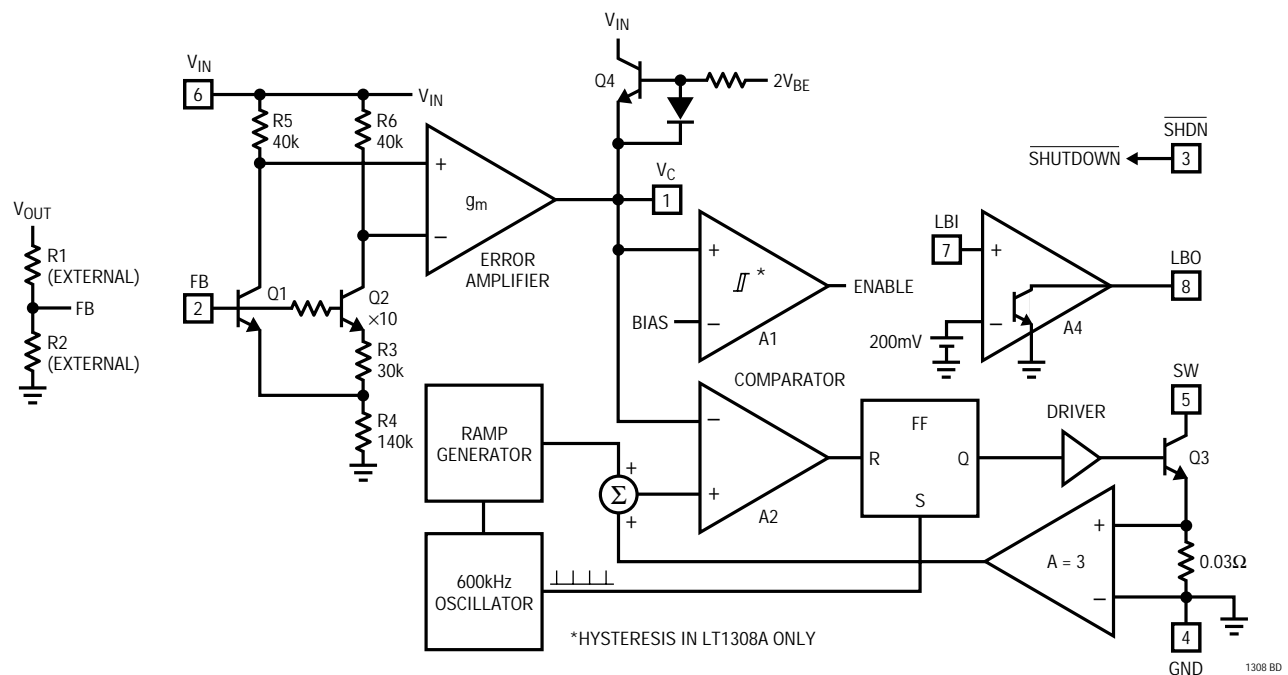 VIN
VIN
6
VIN
R5
40k
R6
40k
Q4
2VBE
SHDN
SHUTDOWN
3
VC
1
gm
+
−
ERROR
AMPLIFIER
VOUT
R1
(EXTERNAL)
FB
R2
(EXTERNAL)
FB
2
Q1
Q2
×10
R3
30k
R4
140k
+
*
BIAS
−
A1
ENABLE
LBI
7
+
−
200mV
A4
LBO
8
COMPARATOR
RAMP
GENERATOR
+
Σ
+
−
+
A2
FF
R
Q
S
DRIVER
SW
5
Q3
600kHz
OSCILLATOR
A = 3
+
−
0.03Ω
4
GND
*HYSTERESIS IN LT1308A ONLY
1308 BD